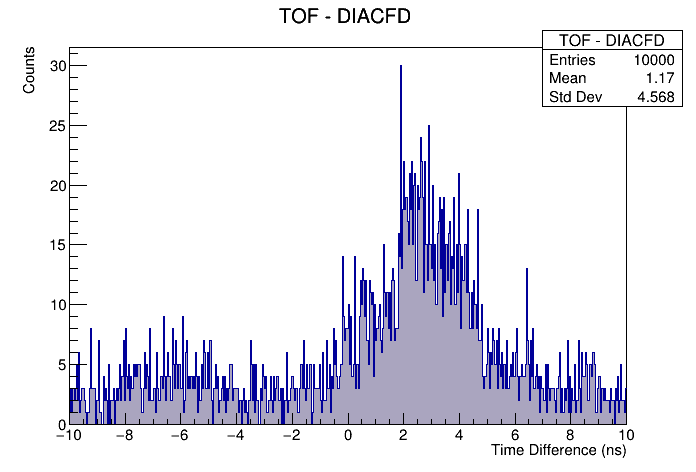 TOF - DIACFD
TOF - DIACFD
Entries 10000
Mean 1.17
Std Dev 4.568
Counts
30
25
20
15
10
5
0
−10 −8 −6 −4 −2 0 2 4 6 8 10
Time Difference (ns)